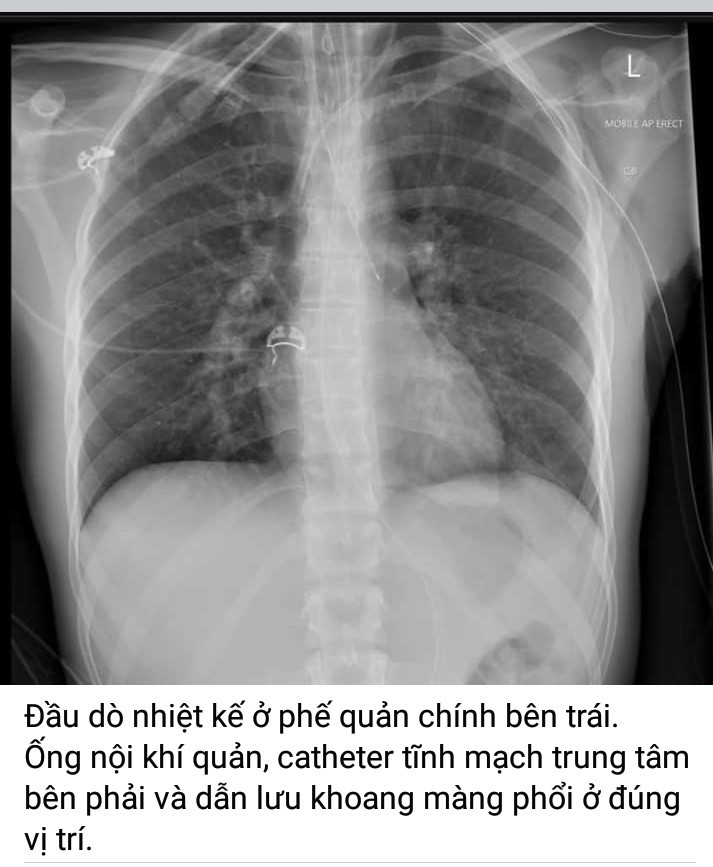 L
MOBILE AP ERECT
GB
Đầu dò nhiệt kế ở phế quản chính bên trái.
Ống nội khí quản, catheter tĩnh mạch trung tâm
bên phải và dẫn lưu khoang màng phổi ở đúng
vị trí.